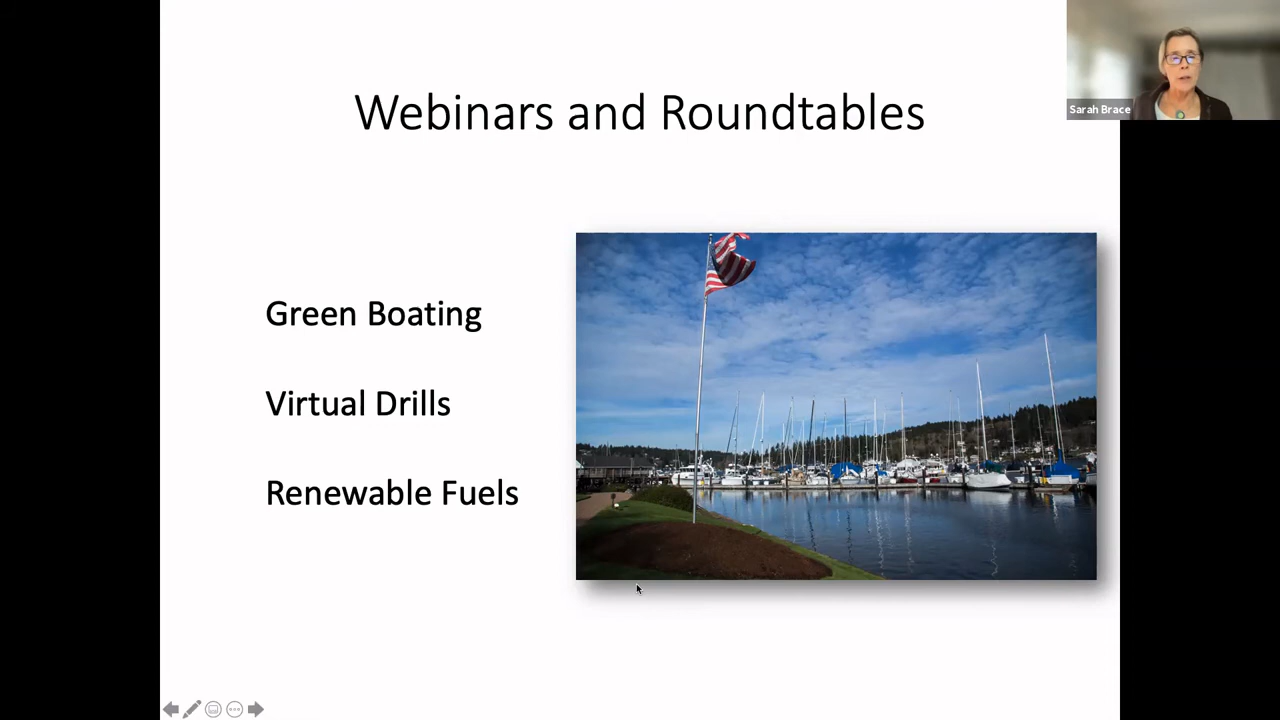 Webinars and Roundtables
Sarah Brace
Green Boating
Virtual Drills
Renewable Fuels